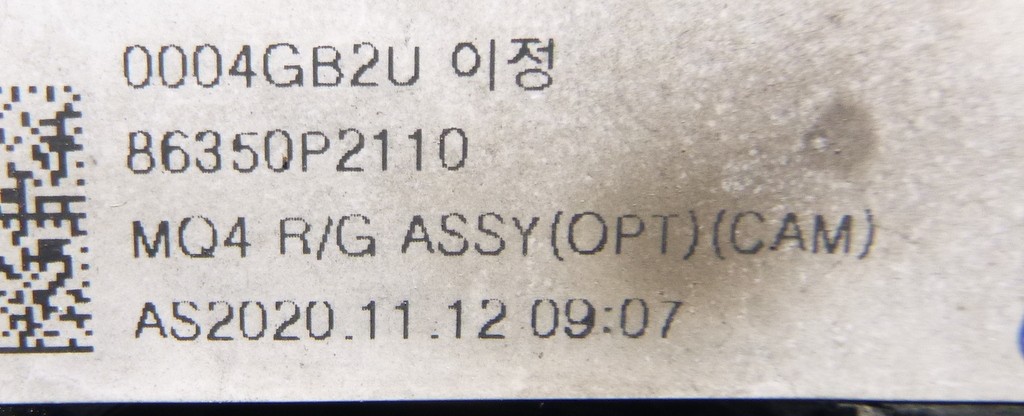 0004GB2U 이정
86350P2110
MQ4 R/G ASSY(OPT)(CAM)
AS2020.11.12 09:07